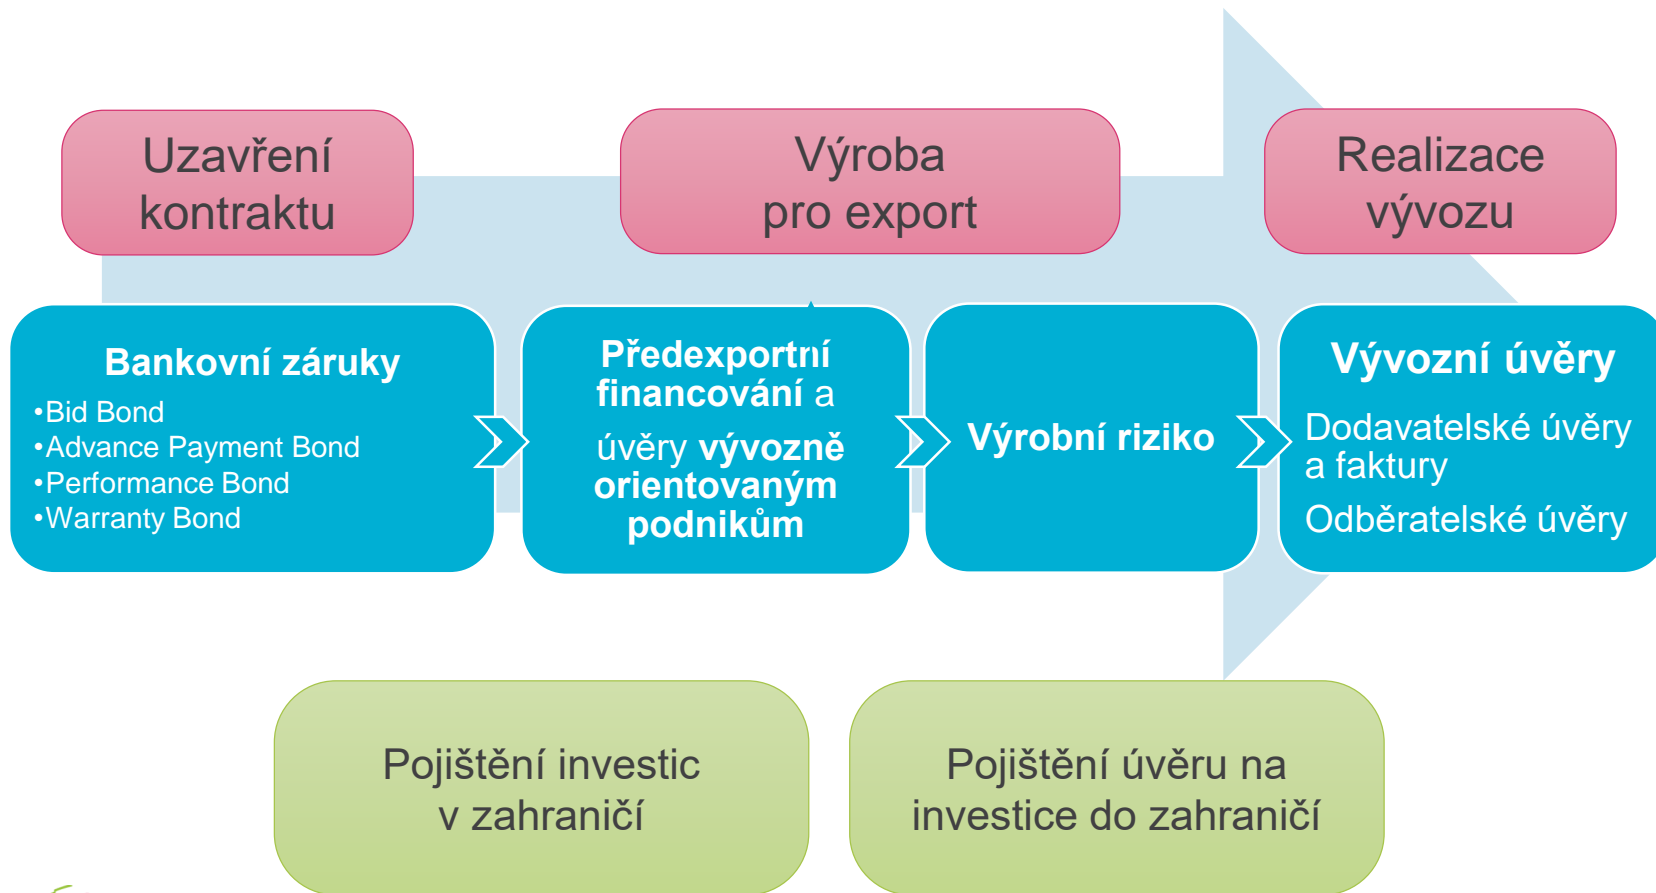 Uzavření
kontraktu
Výroba
pro export
Realizace
vývozu
Bankovní záruky
•Bid Bond
•Advance Payment Bond
•Performance Bond
•Warranty Bond
Předexportní
financování a
úvěry vývozně
orientovaným
podnikům
Výrobní riziko
Vývozní úvěry
Dodavatelské úvěry
a faktury
Odběratelské úvěry
Pojištění investic
v zahraničí
Pojištění úvěru na
investice do zahraničí